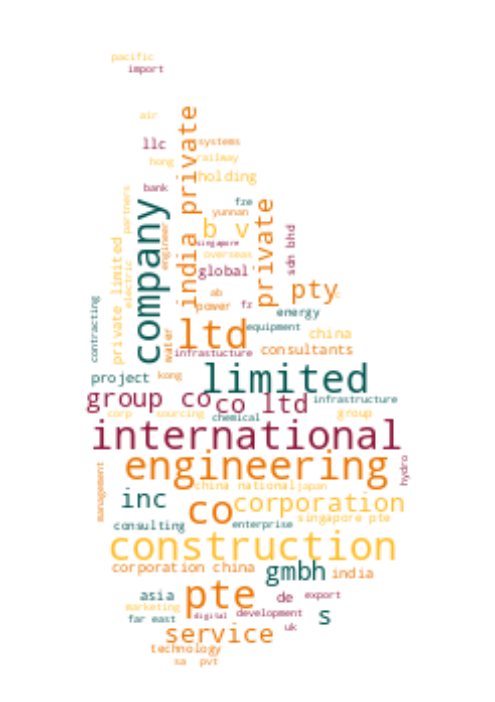 pacific
import
air
llc
systems
hong
railway
holding
bank
india private
partners
company
engineer
fze
yunnan
private
b v
singapore
overseas
sdn bhd
global
private limited
electric
ab
power
fz
pty
energy
contracting
water
ltd
equipment
china
infrastucture
consultants
project
kong
limited
group co
co ltd
infrastructure
corp
sourcing
chemical
group
international
engineering
hydro
management
china national
japan
inc
co
corporation
singapore pte
consulting
enterprise
construction
corporation china
gmbh
india
asia
pte
de
export
marketing
far east
digital
development
s
uk
service
technology
sa
pvt